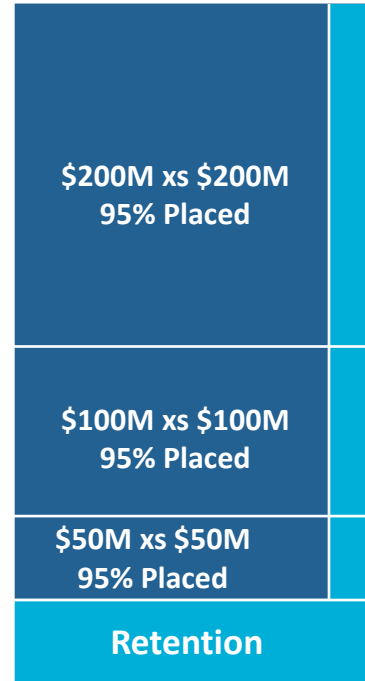 $200M xs $200M
95% Placed
$100M xs $100M
95% Placed
$50M xs $50M
95% Placed
Retention